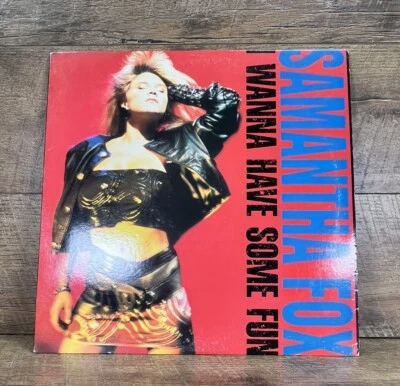 SAMANTHA FOX
I WANNA HAVE SOME FUN